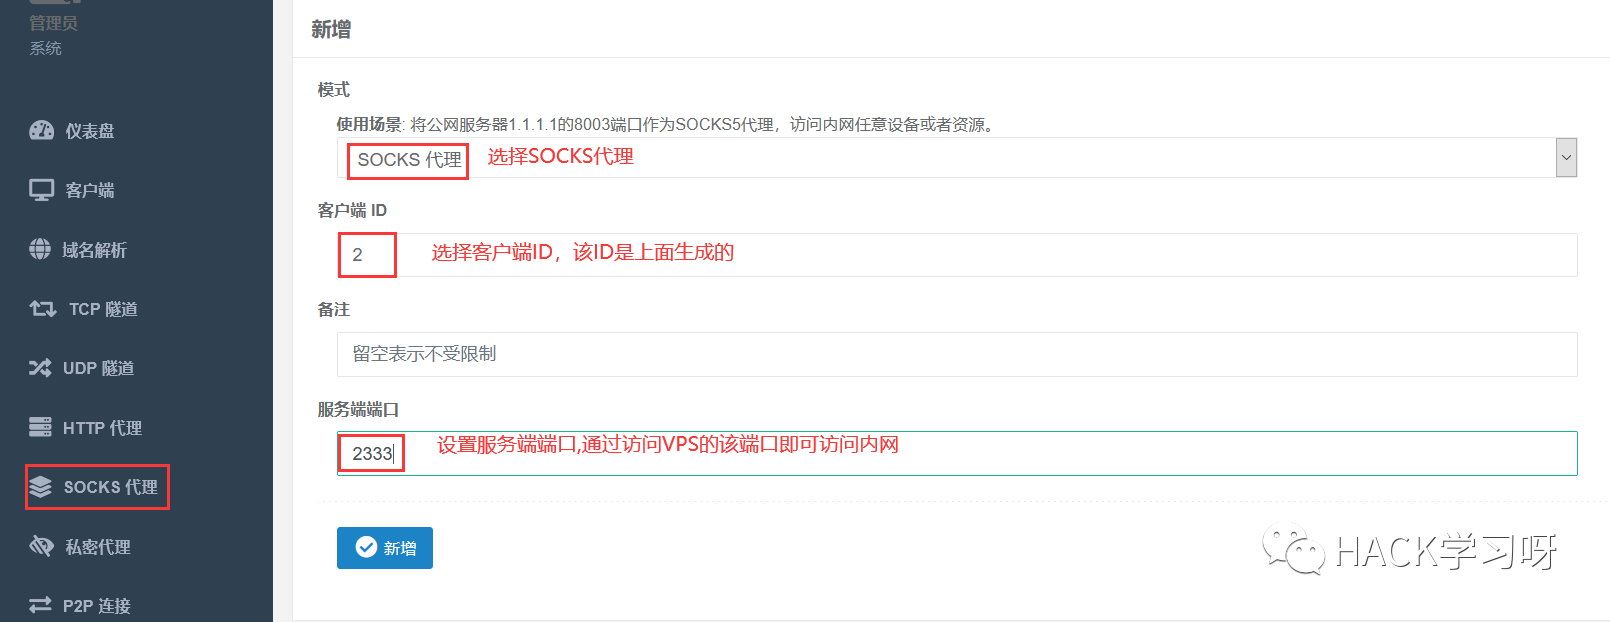 管理员
系统
仪表盘
客户端
域名解析
TCP 隧道
UDP 隧道
HTTP 代理
SOCKS 代理
私密代理
P2P 连接
新增
模式
使用场景: 将公网服务器1.1.1.1的8003端口作为SOCKS5代理，访问内网任意设备或者资源。
SOCKS 代理 选择SOCKS代理
客户端 ID
2 选择客户端ID，该ID是上面生成的
备注
留空表示不受限制
服务端端口
2333 设置服务端端口,通过访问VPS的该端口即可访问内网
新增
HACK学习呀